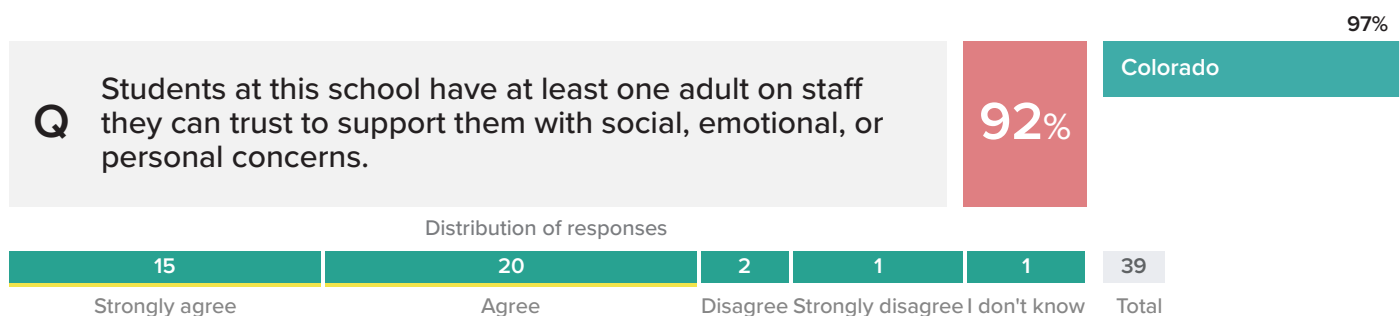 97%
Colorado
Q
Students at this school have at least one adult on staff
they can trust to support them with social, emotional, or
personal concerns.
92%
Distribution of responses
15 20 2 1 1 39
Strongly agree Agree Disagree Strongly disagree I don't know Total